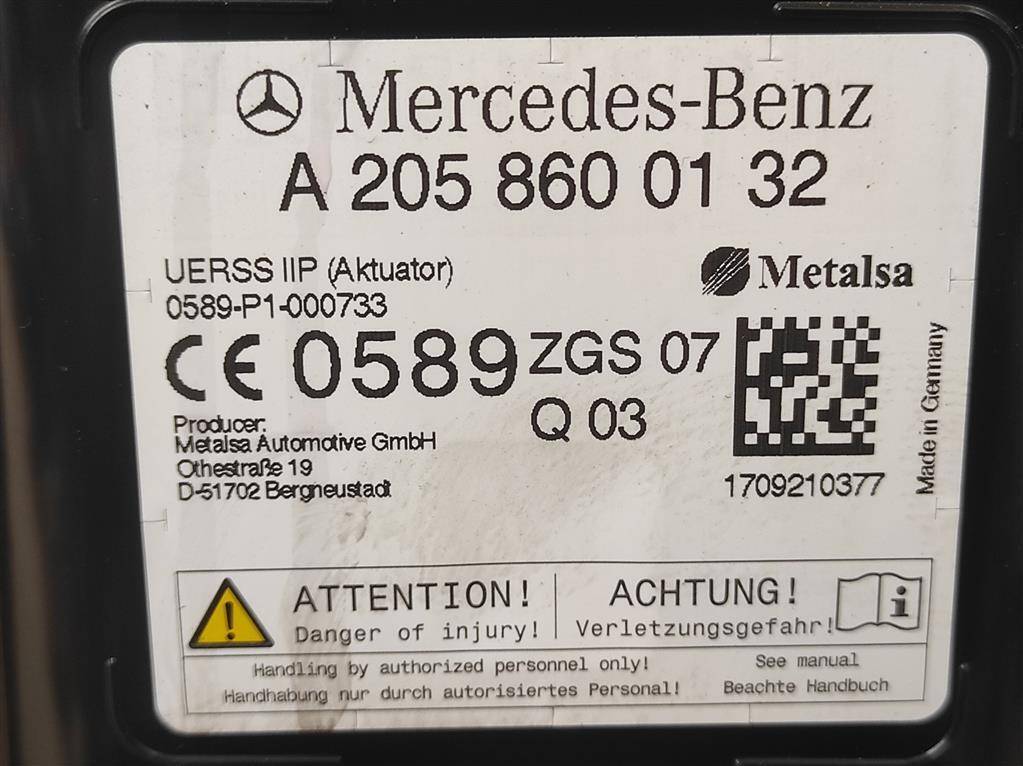 Mercedes-Benz
A 205 860 01 32
UERSS IIP (Aktuator)
0589-P1-000733
Metalsa
CE 0589 ZGS 07
Q 03
Producer:
Metalsa Automotive GmbH
Othestraße 19
D-51702 Bergneustadt
1709210377
Made in Germany
ATTENTION!
Danger of injury!
ACHTUNG!
Verletzungsgefahr!
Handling by authorized personnel only!
Handhabung nur durch autorisiertes Personal!
See manual
Beachte Handbuch